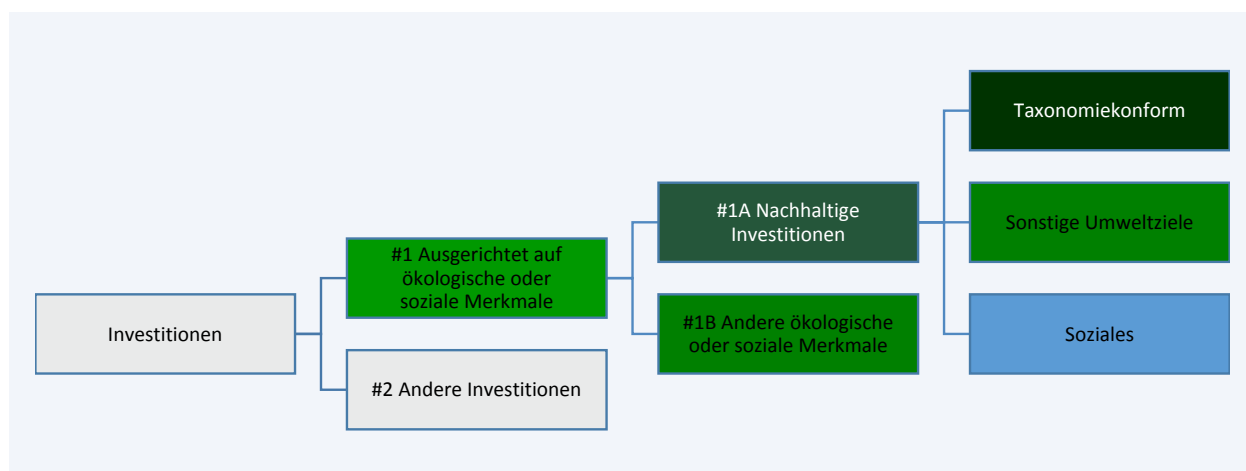 Investitionen
#1 Ausgerichtet auf
ökologische oder
soziale Merkmale
#2 Andere Investitionen
#1A Nachhaltige
Investitionen
#1B Andere ökologische
oder soziale Merkmale
Taxonomiekonform
Sonstige Umweltziele
Soziales